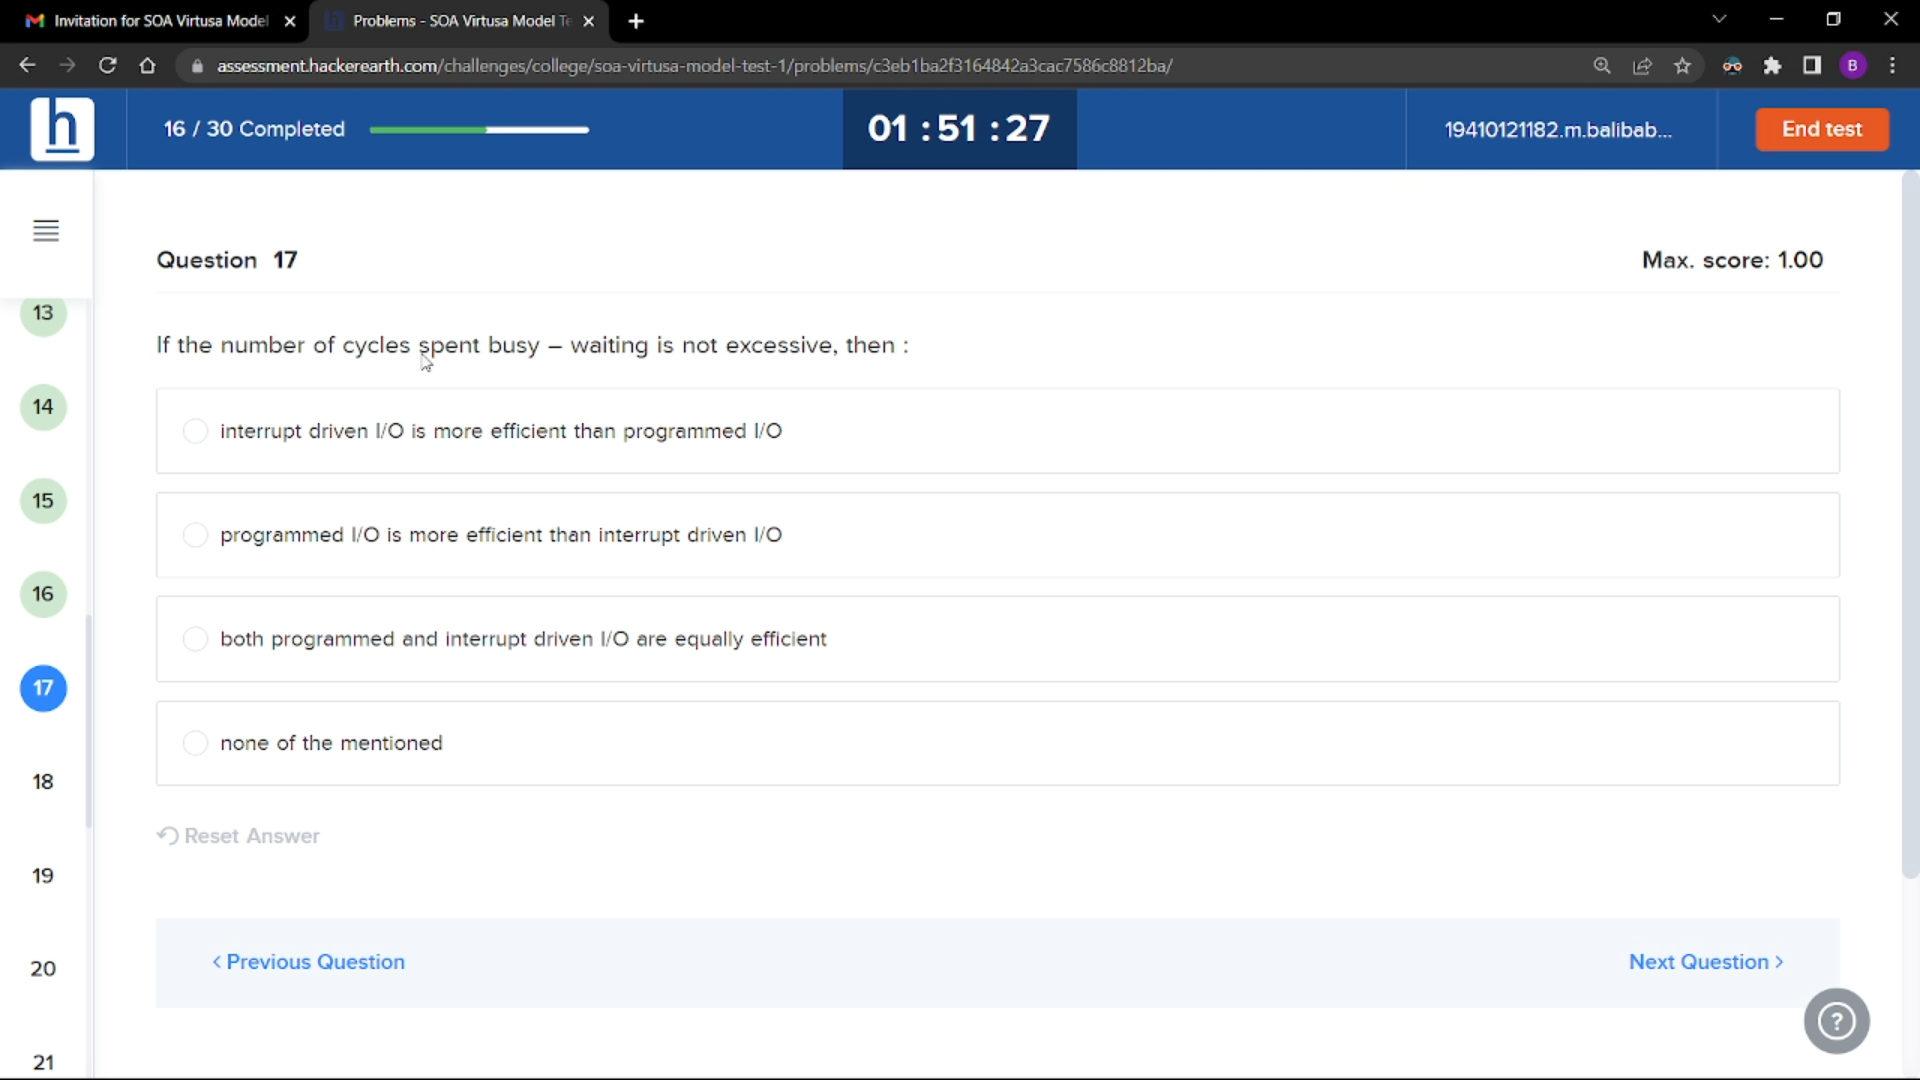 Invitation for SOA Virtusa Model
Problems - SOA Virtusa Model Te
assessment.hackerearth.com/challenges/college/soa-virtusa-model-test-1/problems/c3eb1ba2f3164842a3cac7586c8812ba/
B
h
16 / 30 Completed
01 : 51 : 27
19410121182.m.balibab...
End test
Question 17
Max. score: 1.00
If the number of cycles spent busy – waiting is not excessive, then :
interrupt driven I/O is more efficient than programmed I/O
programmed I/O is more efficient than interrupt driven I/O
both programmed and interrupt driven I/O are equally efficient
none of the mentioned
Reset Answer
< Previous Question
Next Question >
?
13
14
15
16
17
18
19
20
21